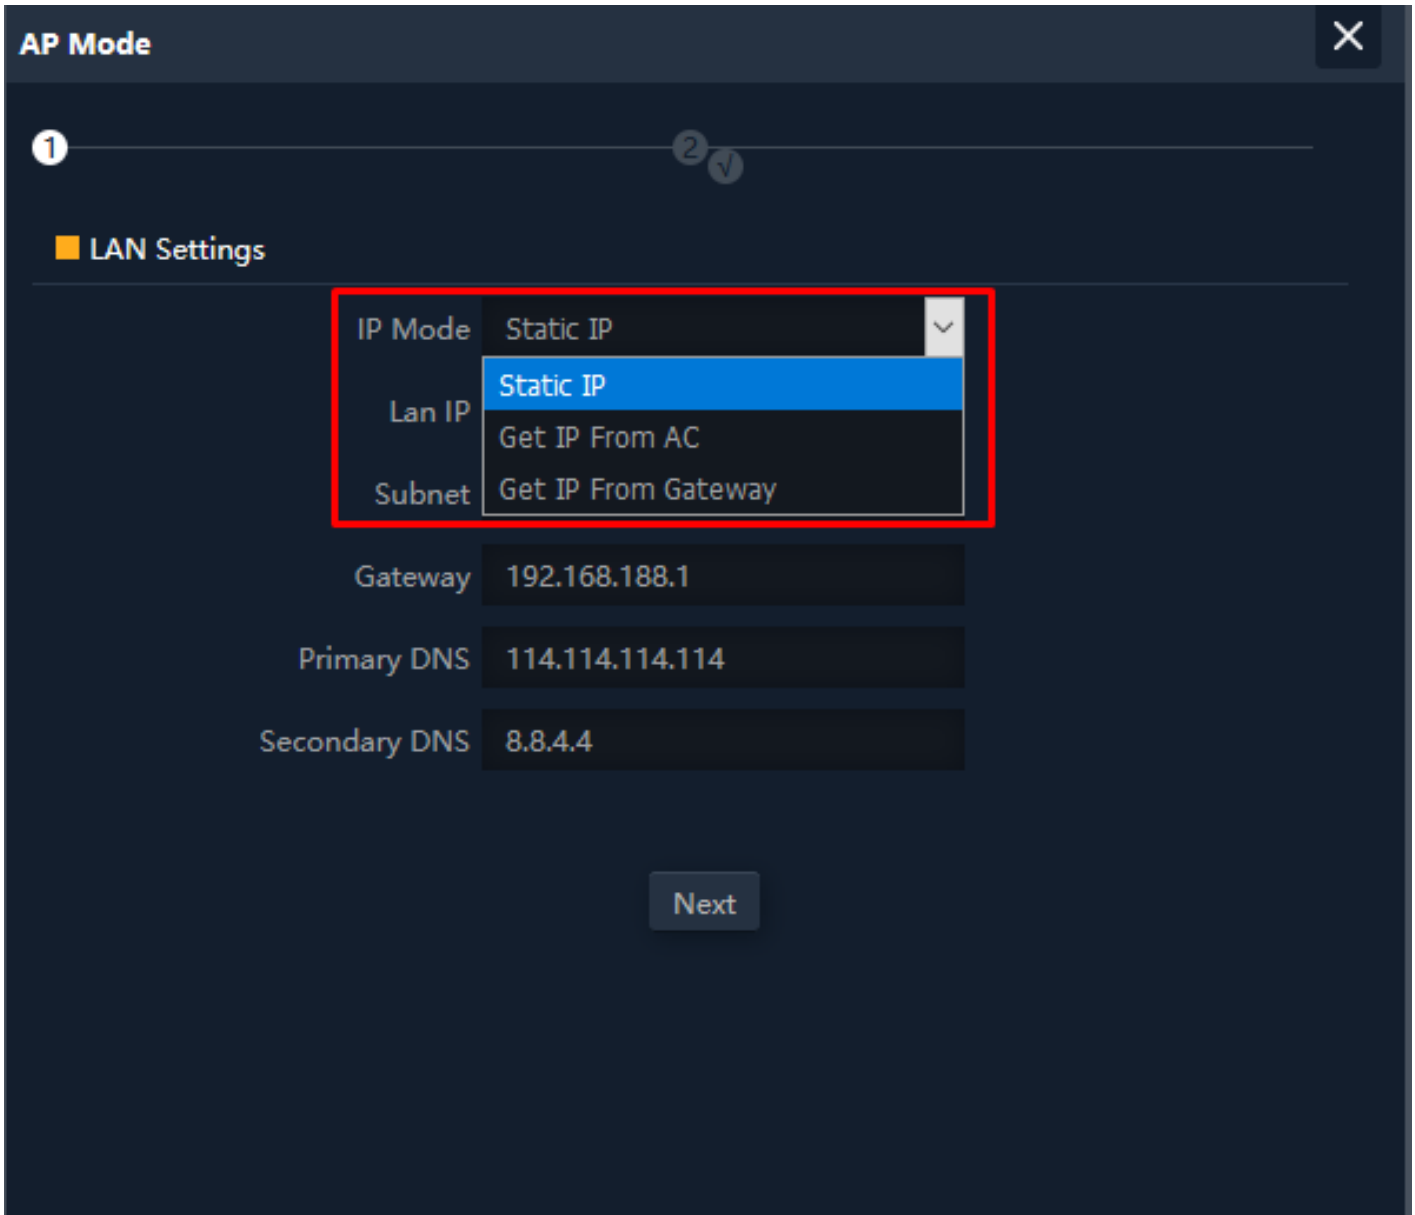 AP Mode
1
2
√
LAN Settings
IP Mode Static IP
Static IP
Lan IP
Get IP From AC
Subnet Get IP From Gateway
Gateway 192.168.188.1
Primary DNS 114.114.114.114
Secondary DNS 8.8.4.4
Next